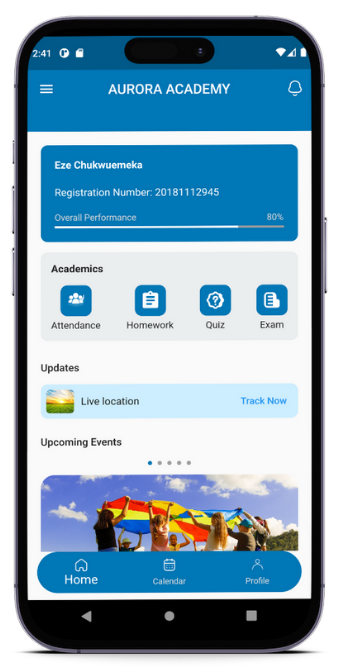 2:41
AURORA ACADEMY
Eze Chukwuemeka
Registration Number: 20181112945
Overall Performance 80%
Academics
Attendance Homework Quiz Exam
Updates
Live location Track Now
Upcoming Events
Home Calendar Profile